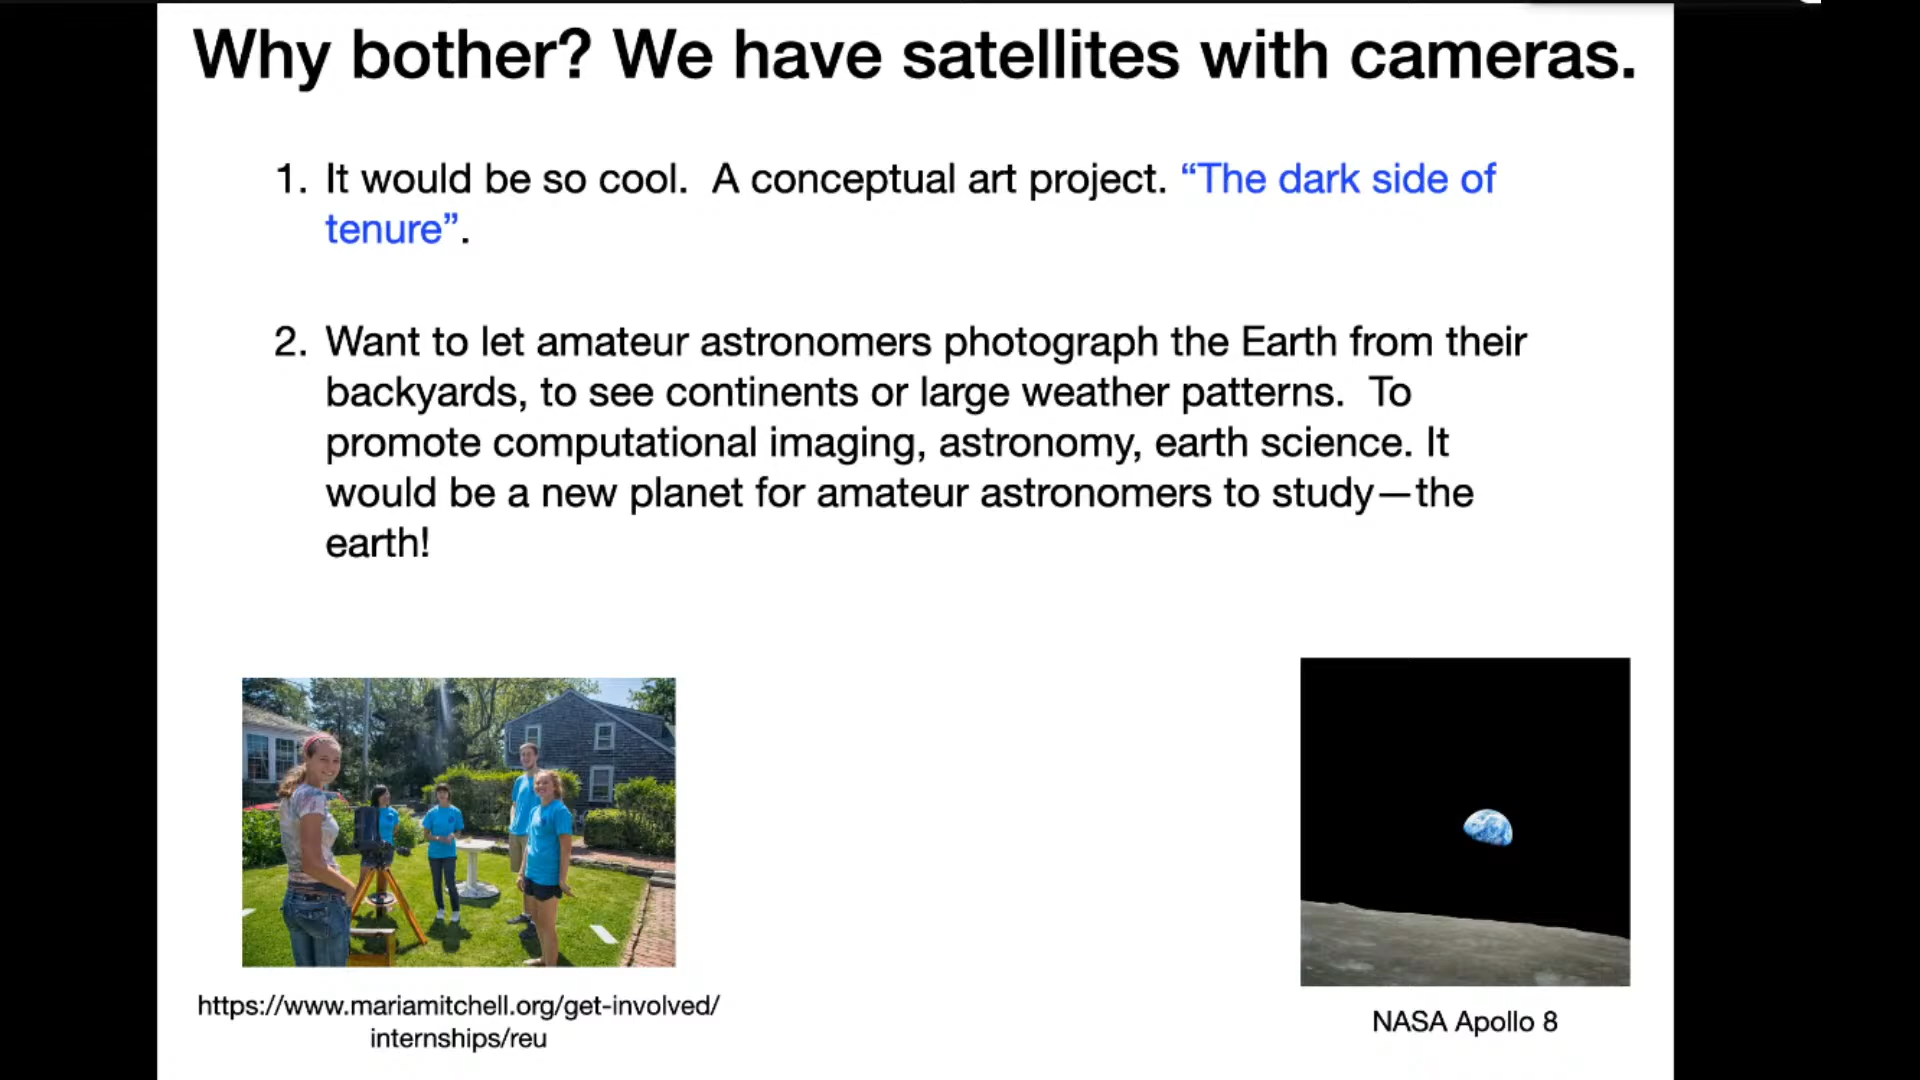 Why bother? We have satellites with cameras.
1. It would be so cool.  A conceptual art project. “The dark side of
tenure”.
2. Want to let amateur astronomers photograph the Earth from their
backyards, to see continents or large weather patterns.  To
promote computational imaging, astronomy, earth science. It
would be a new planet for amateur astronomers to study—the
earth!
https://www.mariamitchell.org/get-involved/
internships/reu
NASA Apollo 8